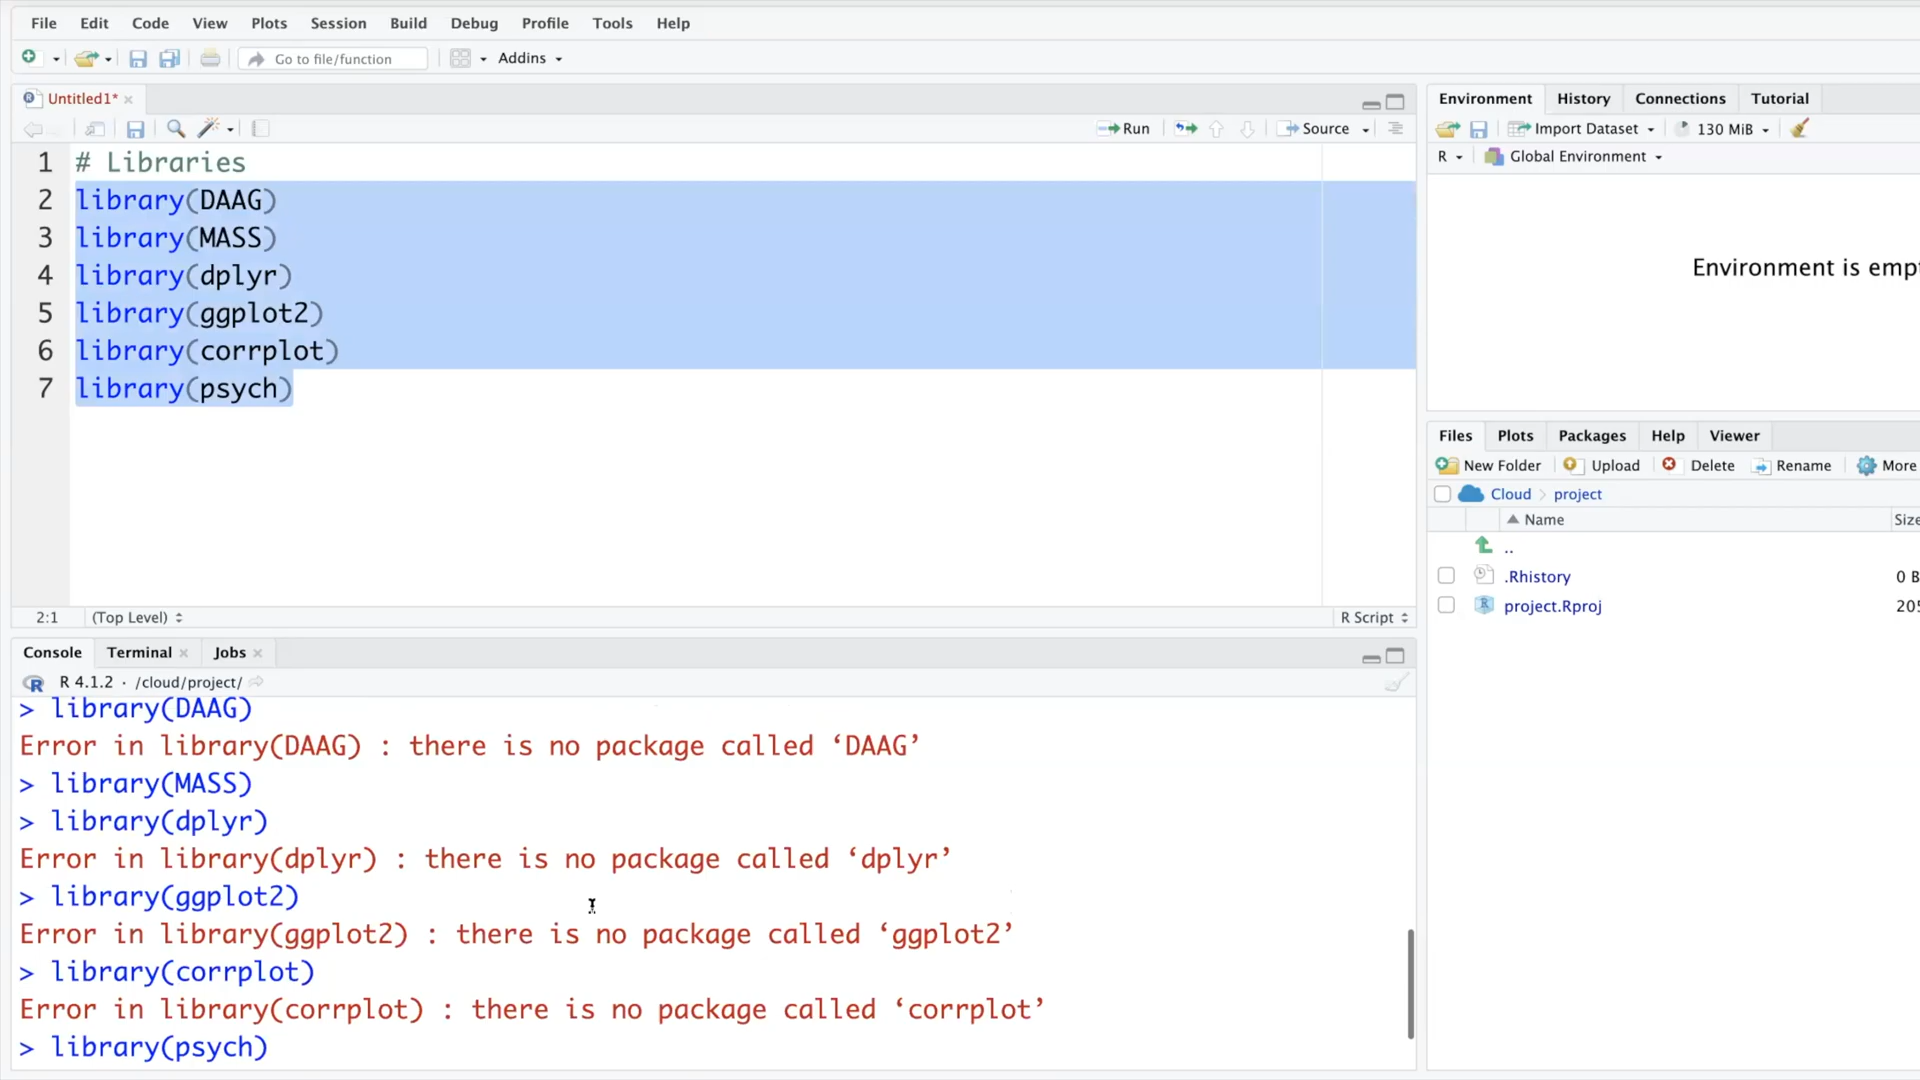 File Edit Code View Plots Session Build Debug Profile Tools Help
Go to file/function Addins
Untitled1*
Run Source
1 # Libraries
2 library(DAAG)
3 library(MASS)
4 library(dplyr)
5 library(ggplot2)
6 library(corrplot)
7 library(psych)
2:1 (Top Level) R Script
Console Terminal Jobs
R 4.1.2 · /cloud/project/
> library(DAAG)
Error in library(DAAG) : there is no package called ‘DAAG’
> library(MASS)
> library(dplyr)
Error in library(dplyr) : there is no package called ‘dplyr’
> library(ggplot2)
Error in library(ggplot2) : there is no package called ‘ggplot2’
> library(corrplot)
Error in library(corrplot) : there is no package called ‘corrplot’
> library(psych)
Environment History Connections Tutorial
Import Dataset 130 MiB
R Global Environment
Environment is empt
Files Plots Packages Help Viewer
New Folder Upload Delete Rename More
Cloud project
Name Size
..
.Rhistory 0 B
project.Rproj 205